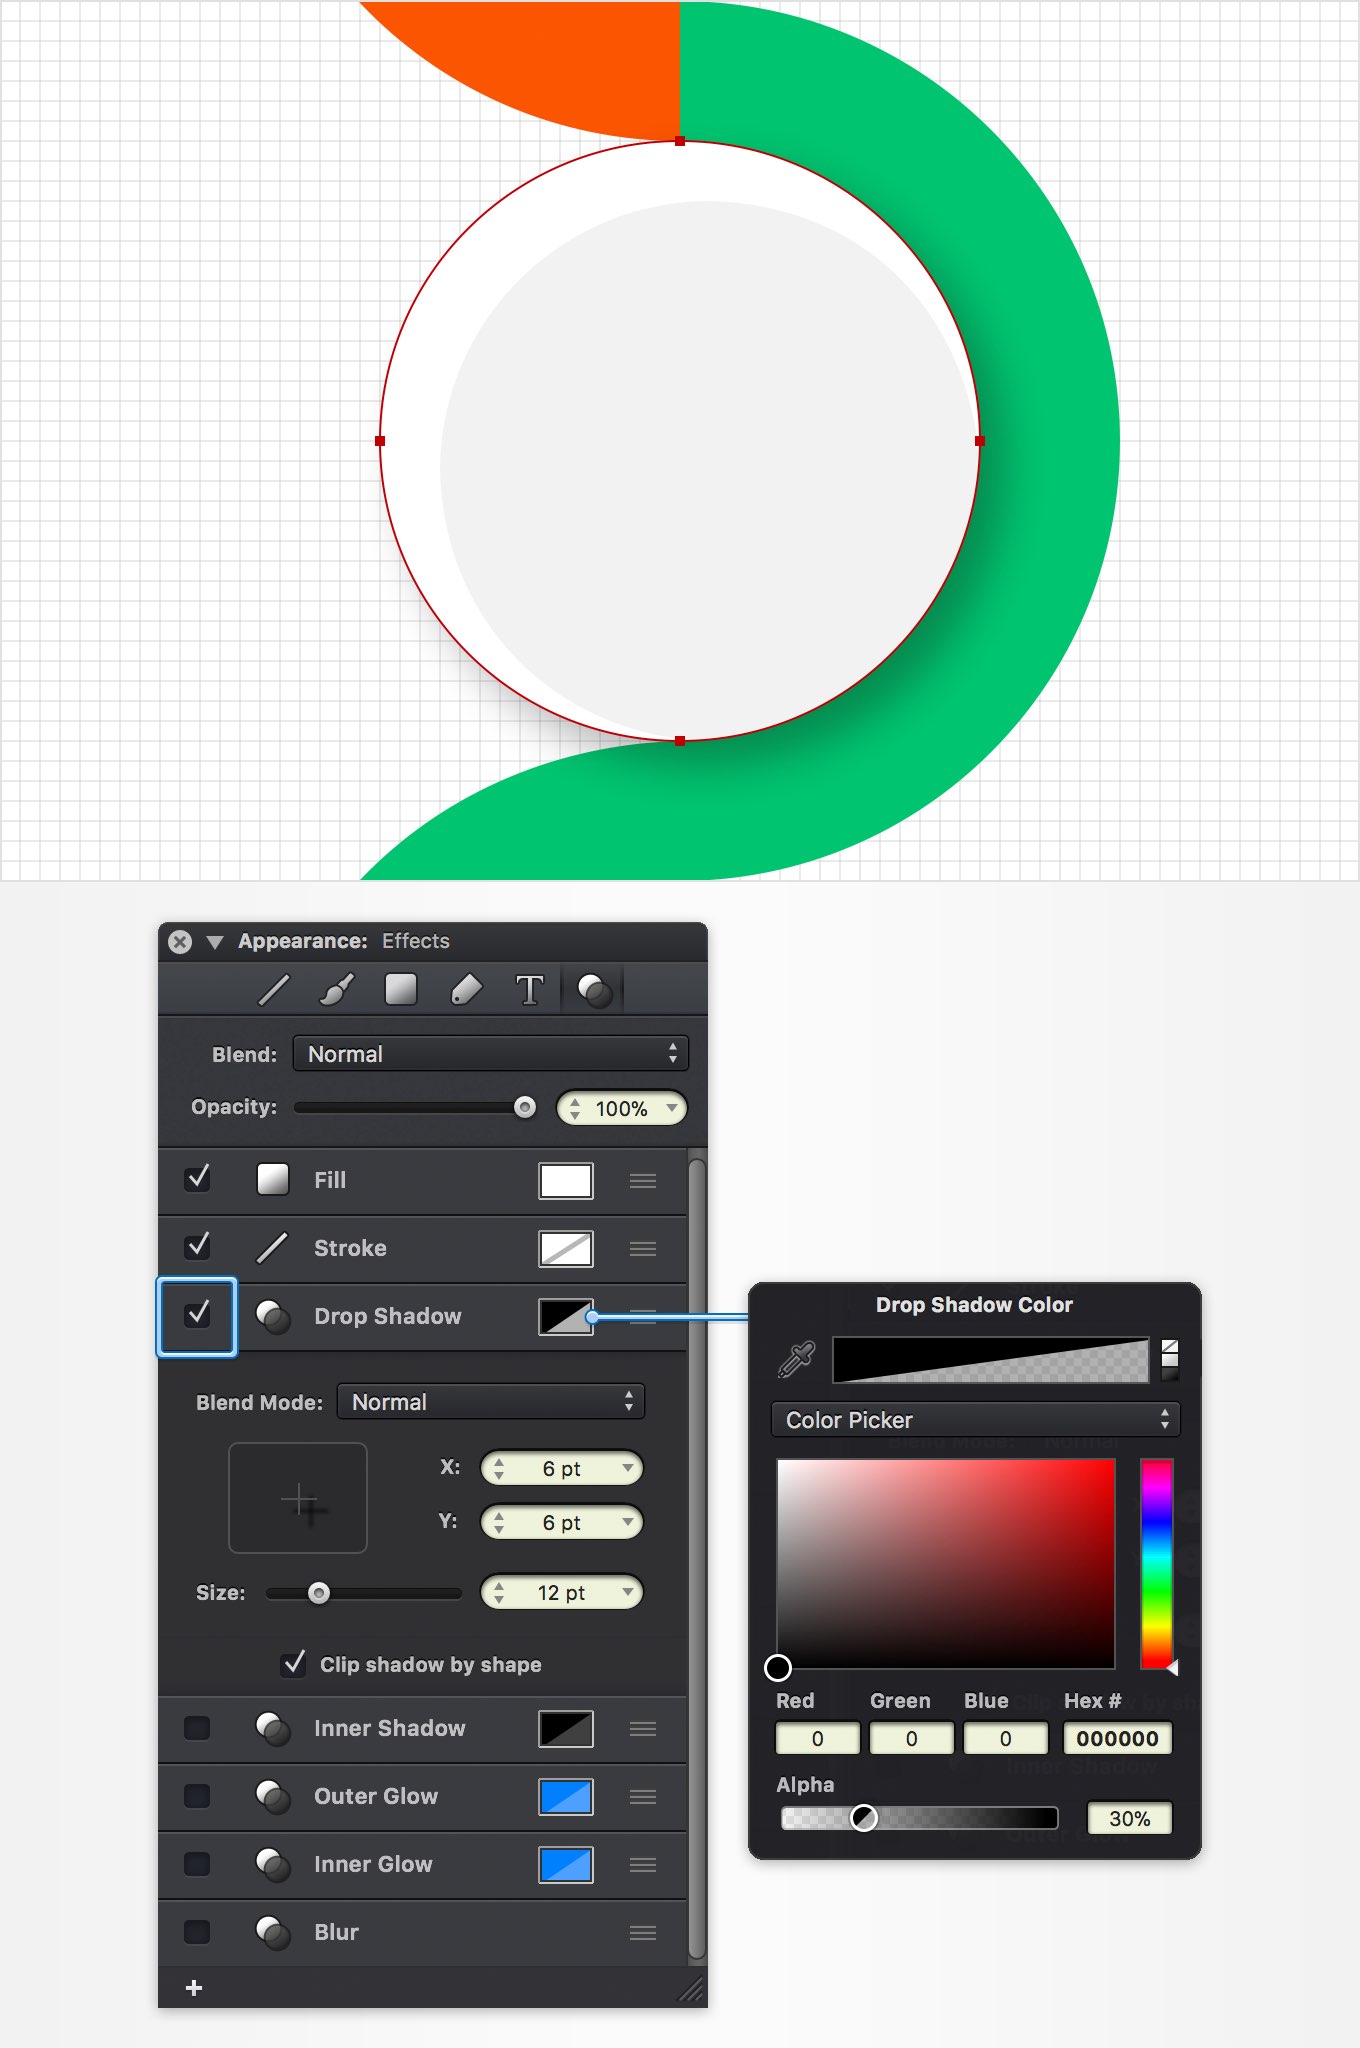 Appearance: Effects
T
Blend: Normal
Opacity: 100%
Fill
Stroke
Drop Shadow
Blend Mode: Normal
X: 6 pt
Y: 6 pt
Size: 12 pt
Clip shadow by shape
Inner Shadow
Outer Glow
Inner Glow
Blur
+
Drop Shadow Color
Color Picker
Red Green Blue Hex #
0 0 0 000000
Alpha
30%